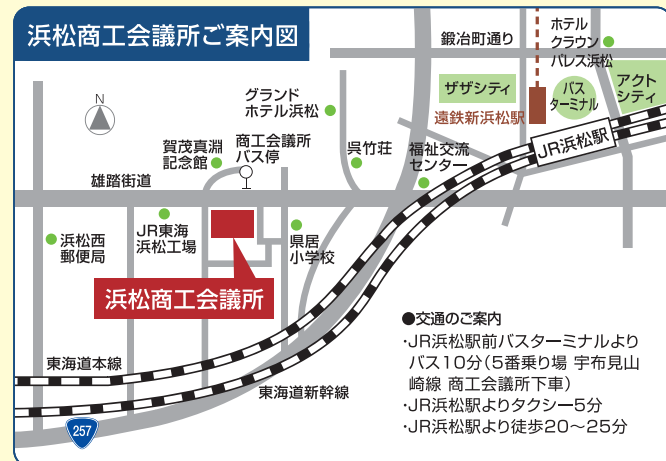 浜松商工会議所ご案内図
鍛冶町通り
ホテル
クラウン
パレス浜松
ザザシティ
バス
ターミナル
アクト
シティ
遠鉄新浜松駅
JR浜松駅
N
グランド
ホテル浜松
賀茂真淵
記念館
商工会議所
バス停
呉竹荘
福祉交流
センター
雄踏街道
浜松西
郵便局
JR東海
浜松工場
県居
小学校
浜松商工会議所
東海道本線
東海道新幹線
257
●交通のご案内
・JR浜松駅前バスターミナルより
バス10分(5番乗り場 宇布見山
崎線 商工会議所下車)
・JR浜松駅よりタクシー5分
・JR浜松駅より徒歩20〜25分